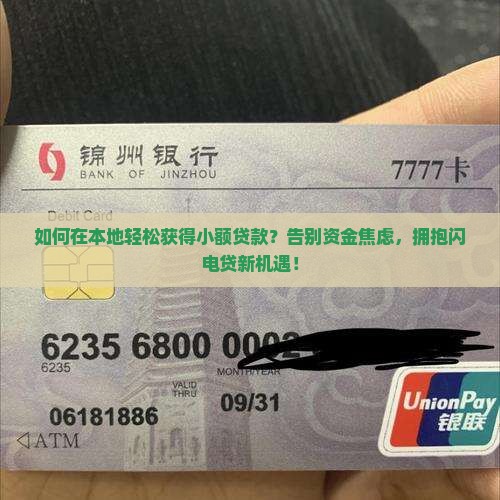 锦州银行
BANK OF JINZHOU
7777卡
Debit Card
如何在本地轻松获得小额贷款？告别资金焦虑，拥抱闪
电贷新机遇！
6235 6800 0002
6235
MONTH/YEAR
VALID
THRU
09/31
06181886
ATM
UnionPay
银联